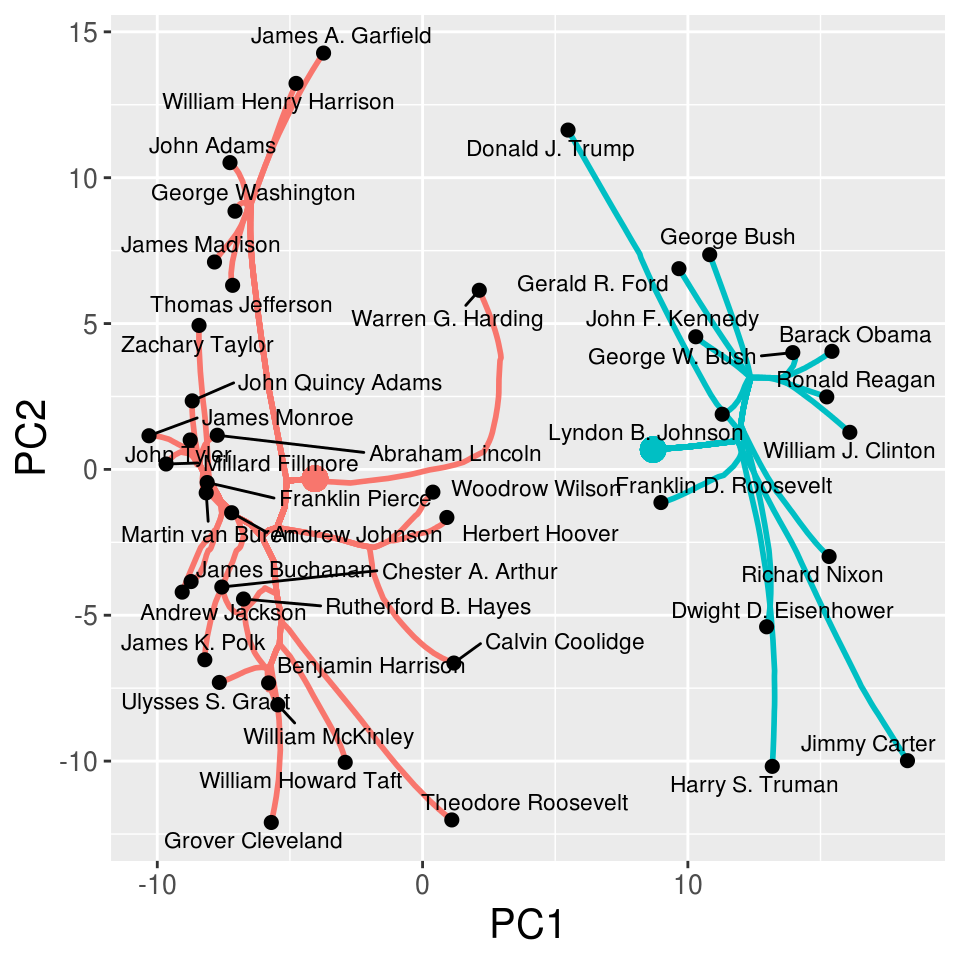 15
James A. Garfield
William Henry Harrison
Donald J. Trump
John Adams
10
George Washington
George Bush
James Madison
Gerald R. Ford
Thomas Jefferson
Warren G. Harding
John F. Kennedy
5
Barack Obama
Zachary Taylor
George W. Bush
John Quincy Adams
Ronald Reagan
James Monroe
Lyndon B. Johnson
William J. Clinton
John Tyler
Abraham Lincoln
Millard Fillmore
0
PC2
Franklin Pierce
Woodrow Wilson
Franklin D. Roosevelt
Martin van Buren
Andrew Johnson
Herbert Hoover
James Buchanan
Chester A. Arthur
Richard Nixon
Andrew Jackson
Rutherford B. Hayes
Dwight D. Eisenhower
-5
James K. Polk
Calvin Coolidge
Benjamin Harrison
Ulysses S. Grant
William McKinley
Jimmy Carter
-10
William Howard Taft
Harry S. Truman
Theodore Roosevelt
Grover Cleveland
-10
0
10
PC1